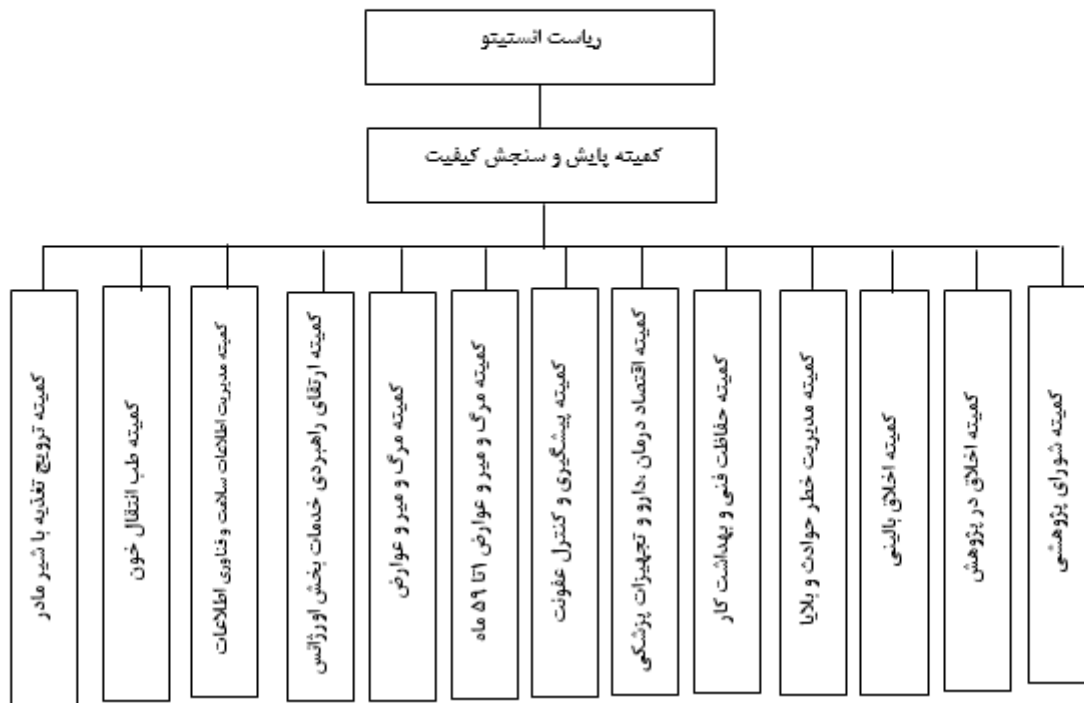 ریاست انستیتو
کمیته پایش و سنجش کیفیت
کمیته شورای پژوهشی
کمیته اخلاق در پژوهش
کمیته اخلاق بالینی
کمیته مدیریت خطر حوادث و بلایا
کمیته حفاظت فنی و بهداشت کار
کمیته اقتصاد درمان ،دارو و تجهیزات پزشکی
کمیته پیشگیری و کنترل عفونت
کمیته مرگ و میر و عوارض ۱تا ۵۹ ماه
کمیته مرگ و میر و عوارض
کمیته ارتقای راهبردی خدمات بخش اورژانس
کمیته مدیریت اطلاعات سلامت و فناوری اطلاعات
کمیته طب انتقال خون
کمیته ترویج تغذیه با شیر مادر